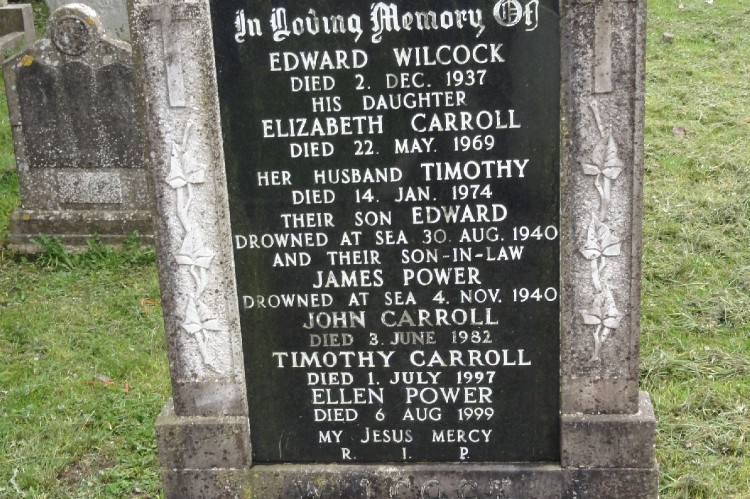 In Loving Memory Of
EDWARD WILCOCK
DIED 2. DEC. 1937
HIS DAUGHTER
ELIZABETH CARROLL
DIED 22. MAY. 1969
HER HUSBAND TIMOTHY
DIED 14. JAN. 1974
THEIR SON EDWARD
DROWNED AT SEA 30. AUG. 1940
AND THEIR SON-IN-LAW
JAMES POWER
DROWNED AT SEA 4. NOV. 1940
JOHN CARROLL
DIED 3. JUNE 1982
TIMOTHY CARROLL
DIED 1. JULY 1997
ELLEN POWER
DIED 6 AUG 1999
MY JESUS MERCY
R. I. P.